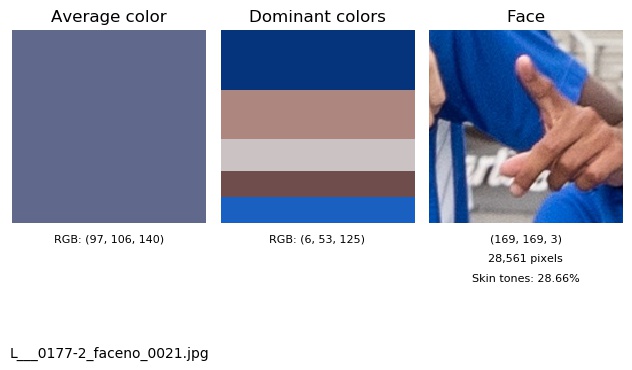 Average color
Dominant colors
Face
RGB: (97, 106, 140)
RGB: (6, 53, 125)
(169, 169, 3)
28,561 pixels
Skin tones: 28.66%
L___0177-2_faceno_0021.jpg